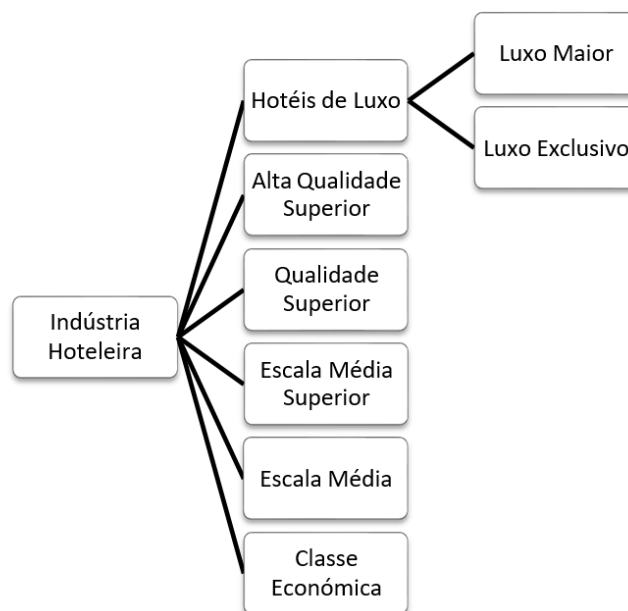 Luxo Maior
Hotéis de Luxo
Luxo Exclusivo
Alta Qualidade
Superior
Qualidade
Superior
Indústria
Hoteleira
Escala Média
Superior
Escala Média
Classe
Económica